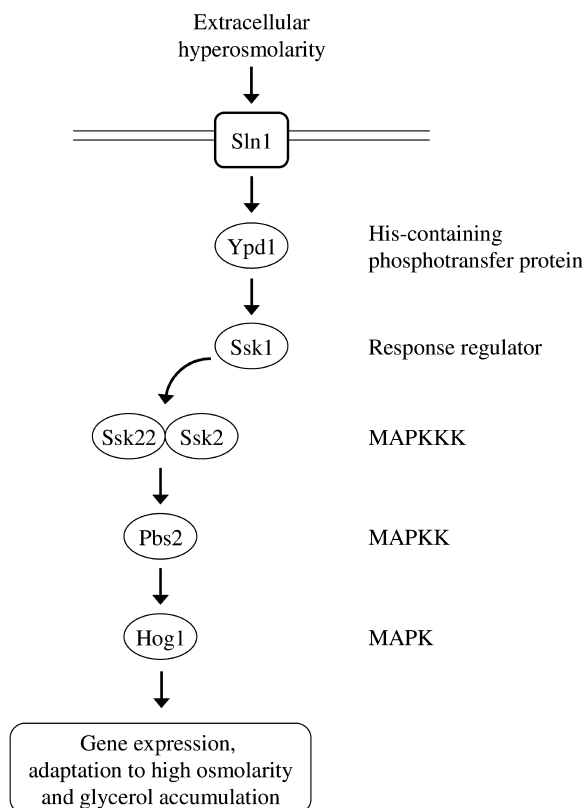 Extracellular
hyperosmolarity
Sln1
Ypd1
His-containing
phosphotransfer protein
Ssk1
Response regulator
Ssk22
Ssk2
MAPKKK
Pbs2
MAPKK
Hog1
MAPK
Gene expression,
adaptation to high osmolarity
and glycerol accumulation